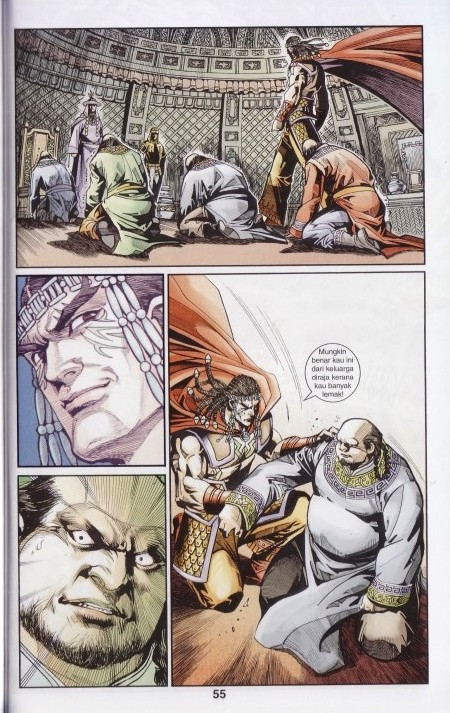 Mungkin
benar kau ini
dari keluarga
diraja kerana
kau banyak
lemak!
55